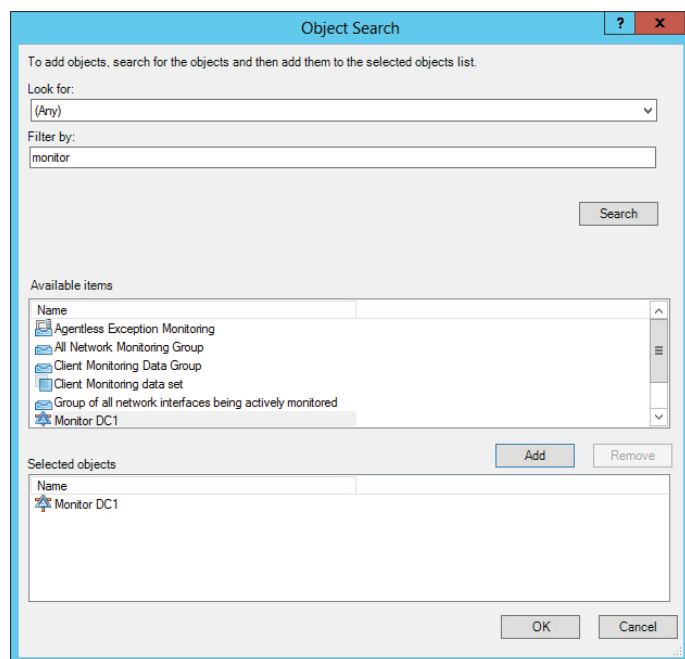 Object Search
? x
To add objects, search for the objects and then add them to the selected objects list.
Look for:
(Any)
Filter by:
monitor
Search
Available items
Name
Agentless Exception Monitoring
All Network Monitoring Group
Client Monitoring Data Group
Client Monitoring data set
Group of all network interfaces being actively monitored
Monitor DC1
Add Remove
Selected objects
Name
Monitor DC1
OK Cancel